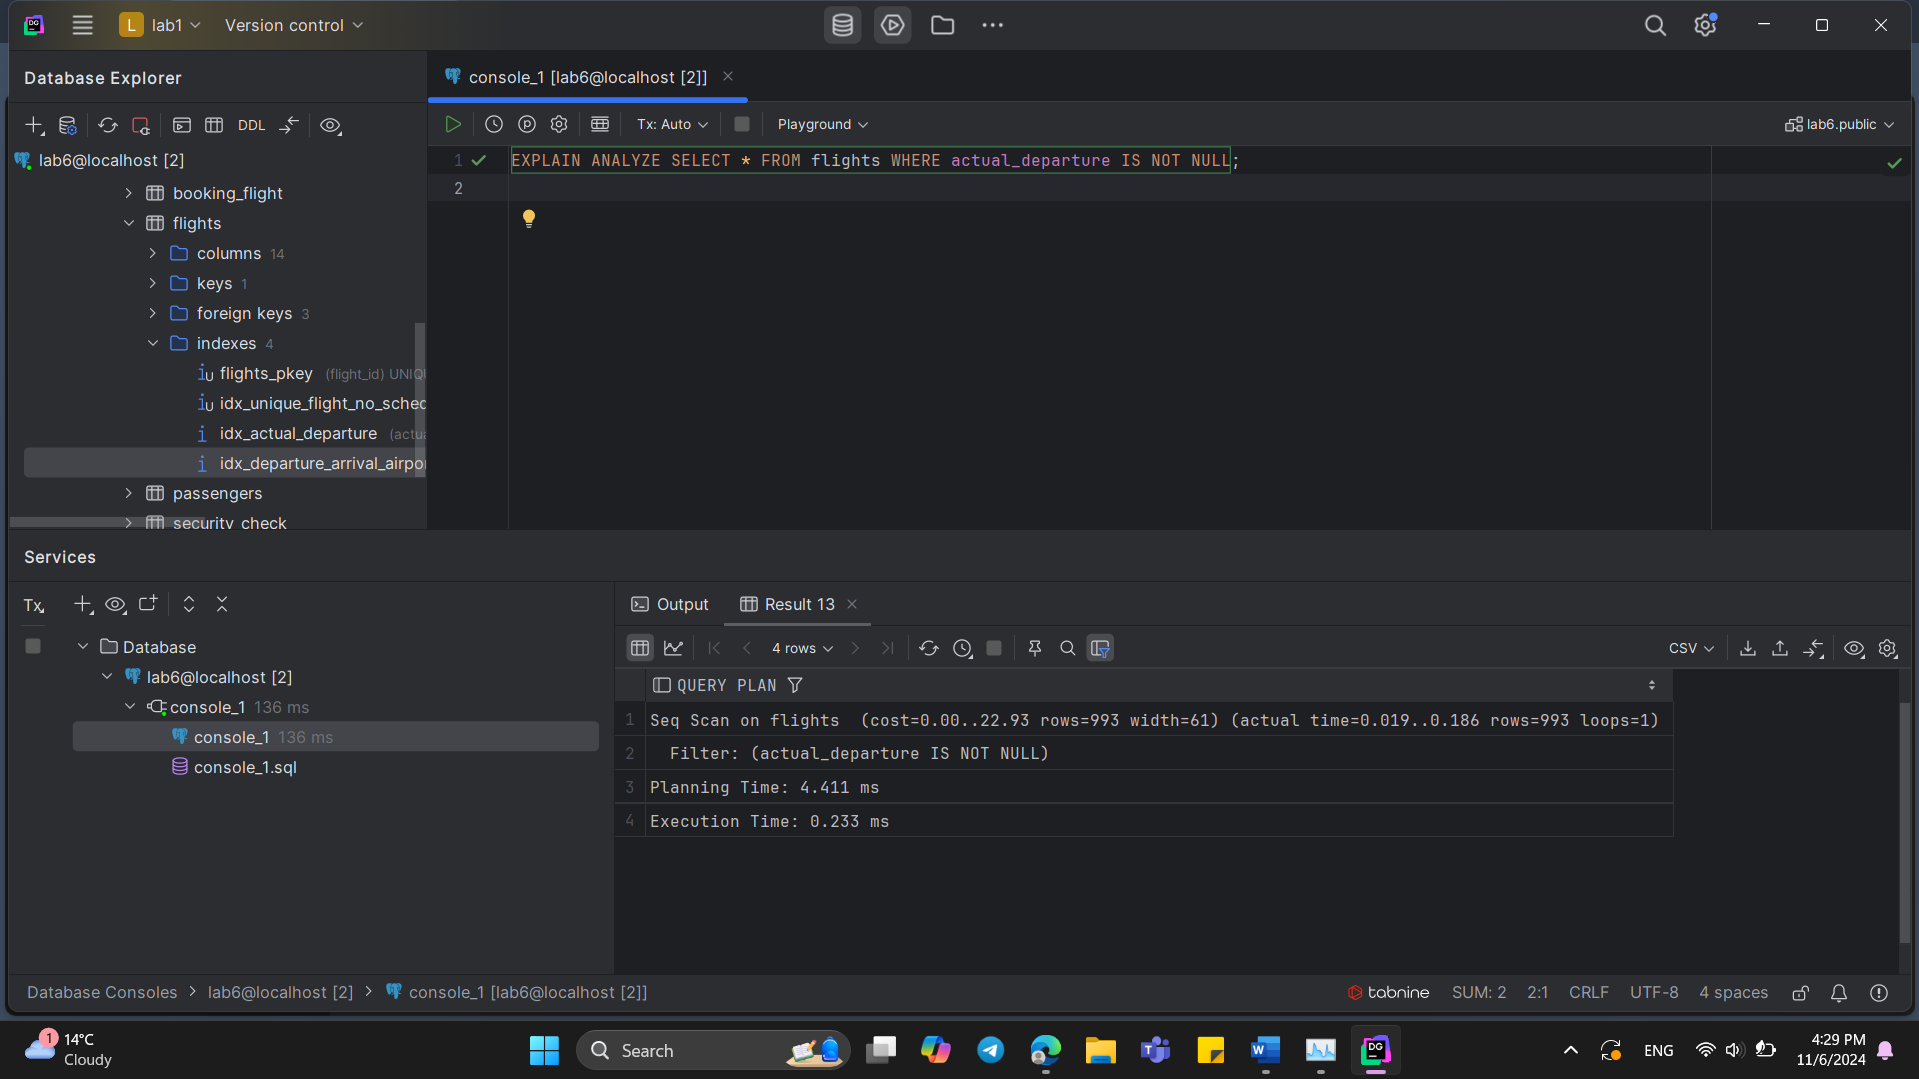 DG
L lab1
Version control
Database Explorer
console_1 [lab6@localhost [2]]
DDL
Tx: Auto
Playground
lab6.public
lab6@localhost [2]
booking_flight
flights
columns 14
keys 1
foreign keys 3
indexes 4
flights_pkey (flight_id) UNIQU
idx_unique_flight_no_sched
idx_actual_departure (actua
idx_departure_arrival_airpor
passengers
security_check
1 EXPLAIN ANALYZE SELECT * FROM flights WHERE actual_departure IS NOT NULL;
2
Services
Tx
Database
lab6@localhost [2]
console_1 136 ms
console_1 136 ms
console_1.sql
Output
Result 13
4 rows
CSV
QUERY PLAN
1 Seq Scan on flights  (cost=0.00..22.93 rows=993 width=61) (actual time=0.019..0.186 rows=993 loops=1)
2   Filter: (actual_departure IS NOT NULL)
3 Planning Time: 4.411 ms
4 Execution Time: 0.233 ms
Database Consoles > lab6@localhost [2] > console_1 [lab6@localhost [2]]
tabnine
SUM: 2
2:1
CRLF
UTF-8
4 spaces
1
14°C
Cloudy
Search
ENG
4:29 PM
11/6/2024